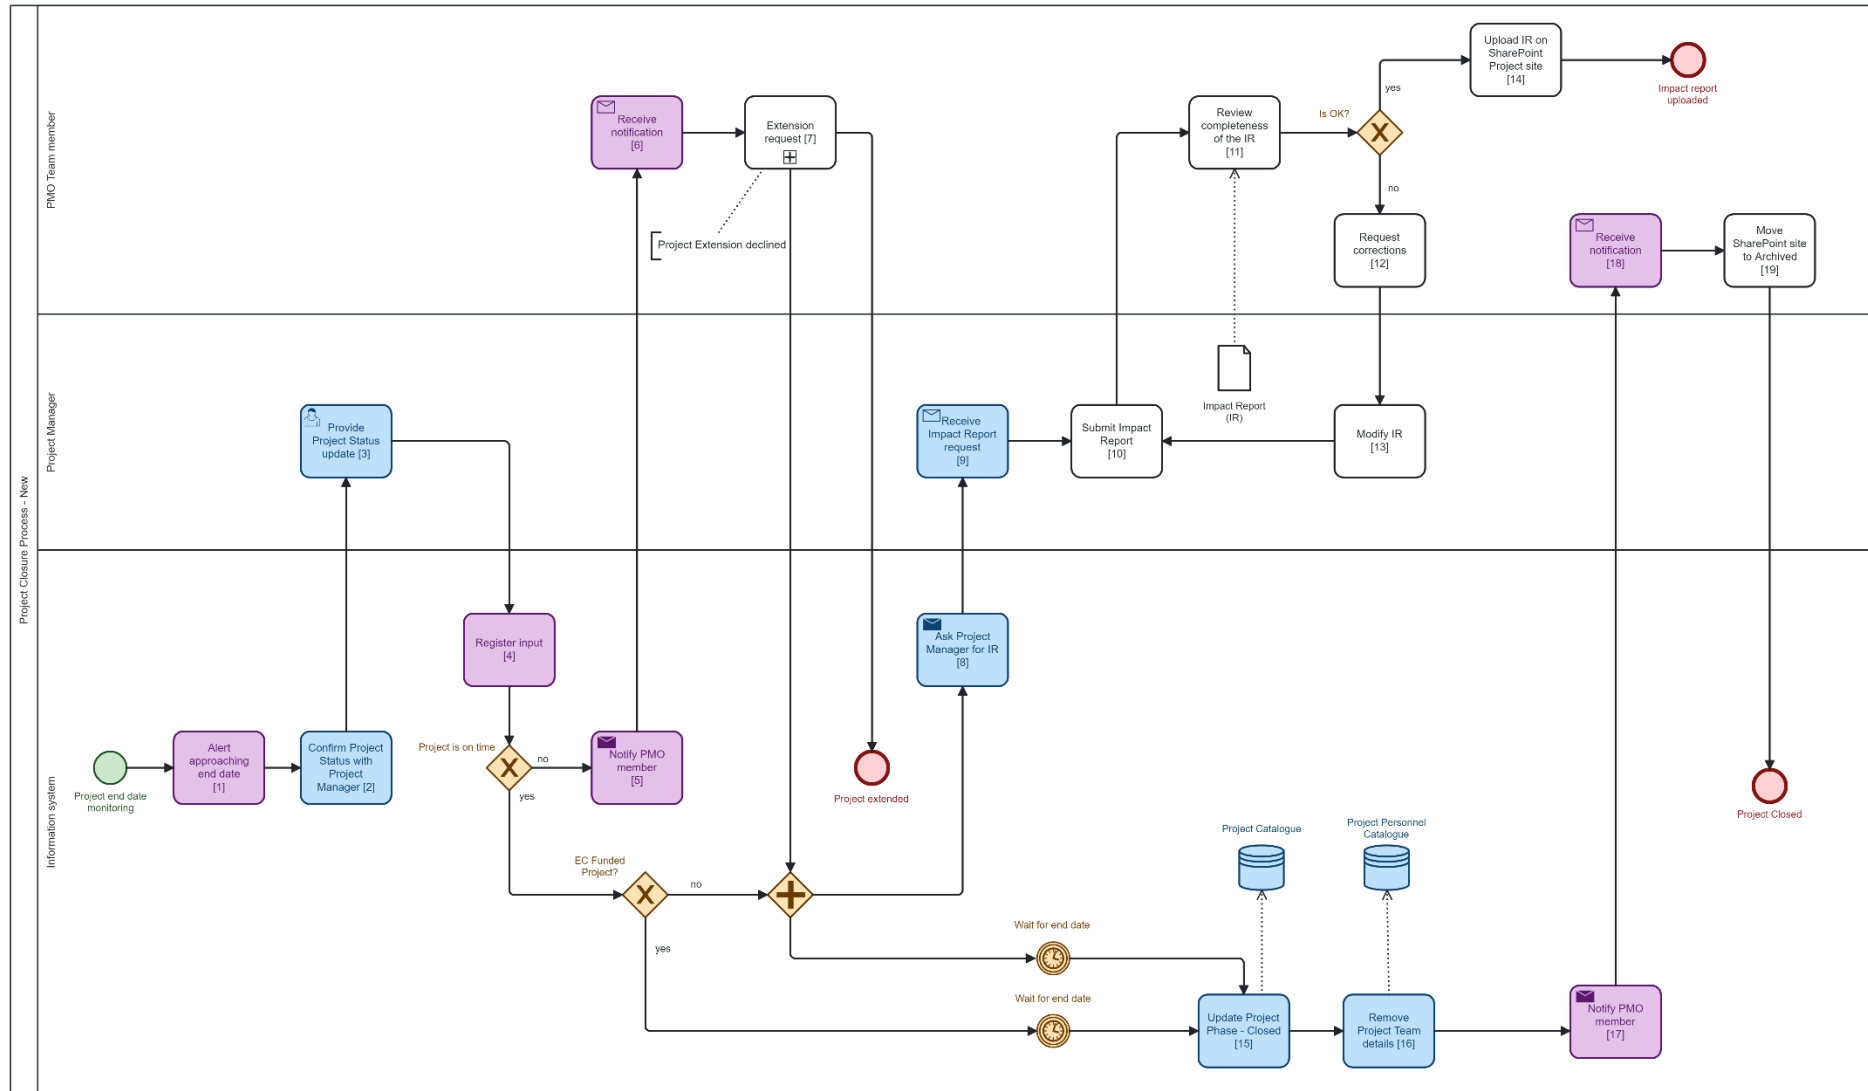 Project Closure Process - New
PMO Team member
Project Manager
Information system
Upload IR on
SharePoint
Project site
[14]
Impact report
uploaded
Receive
notification
[6]
Extension
request [7]
Project Extension declined
Review
completeness
of the IR
[11]
Is OK?
yes
no
Request
corrections
[12]
Receive
notification
[18]
Move
SharePoint site
to Archived
[19]
Provide
Project Status
update [3]
Receive
Impact Report
request
[9]
Submit Impact
Report
[10]
Impact Report
(IR)
Modify IR
[13]
Register input
[4]
Ask Project
Manager for IR
[8]
Project end date
monitoring
Alert
approaching
end date
[1]
Confirm Project
Status with
Project
Manager [2]
Project is on time
no
yes
Notify PMO
member
[5]
Project extended
Project Closed
EC Funded
Project?
no
yes
Wait for end date
Wait for end date
Project Catalogue
Project Personnel
Catalogue
Update Project
Phase - Closed
[15]
Remove
Project Team
details [16]
Notify PMO
member
[17]